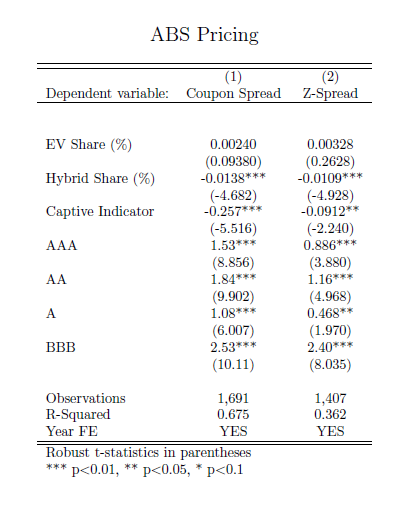 ABS Pricing
(1) (2)
Dependent variable: Coupon Spread Z-Spread
EV Share (%) 0.00240 0.00328
(0.09380) (0.2628)
Hybrid Share (%) -0.0138*** -0.0109***
(-4.682) (-4.928)
Captive Indicator -0.257*** -0.0912**
(-5.516) (-2.240)
AAA 1.53*** 0.886***
(8.856) (3.880)
AA 1.84*** 1.16***
(9.902) (4.968)
A 1.08*** 0.468**
(6.007) (1.970)
BBB 2.53*** 2.40***
(10.11) (8.035)
Observations 1,691 1,407
R-Squared 0.675 0.362
Year FE YES YES
Robust t-statistics in parentheses
*** p<0.01, ** p<0.05, * p<0.1